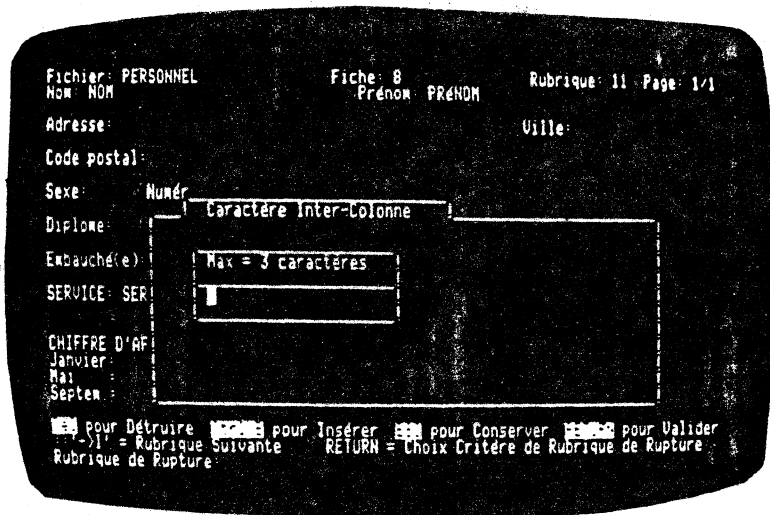 Fichier: PERSONNEL Fiche: 8 Rubrique: 11 Page: 1/1
Nom: NOM Prénom: PRéNOM
Adresse: Ville:
Code postal:
Sexe: Numér
Caractère Inter-Colonne
Diplome:
Embauché(e): Max = 3 caractères
SERVICE: SER
CHIFFRE D'AF
Janvier:
Mai :
Septem :
pour Détruire pour Insérer pour Conserver pour Valider
'->I' = Rubrique Suivante RETURN = Choix Critère de Rubrique de Rupture
Rubrique de Rupture: